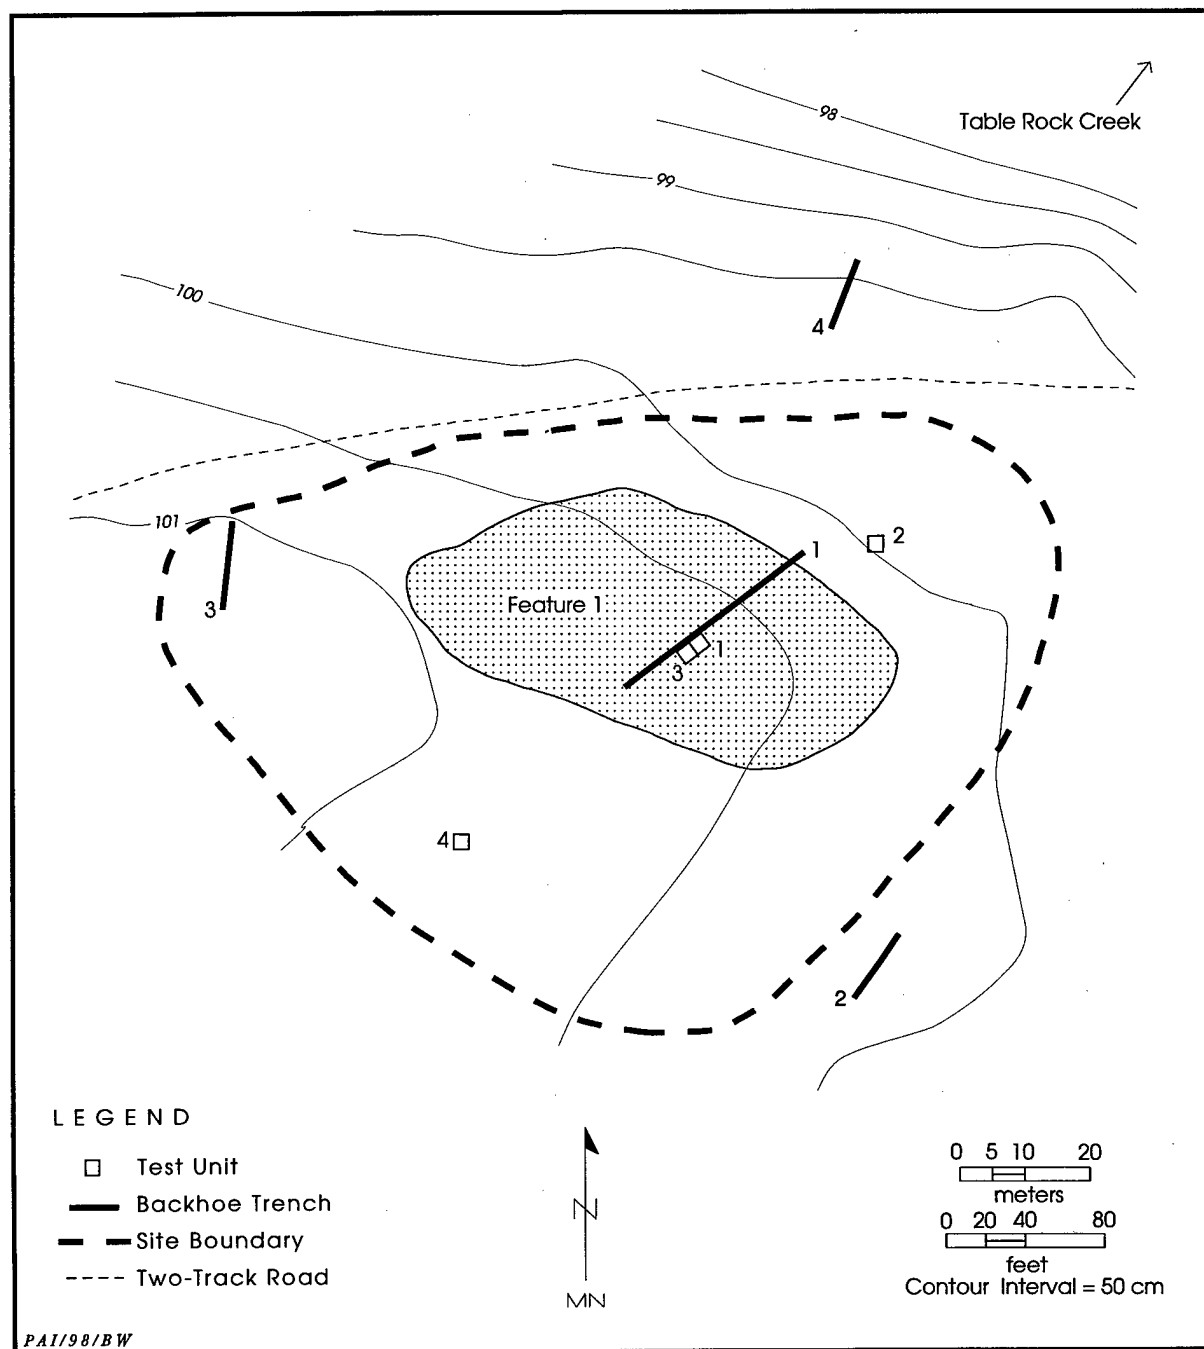 98
Table Rock Creek
99
100
4
101
2
1
3
Feature 1
1
3
4
2
LEGEND
Test Unit
Backhoe Trench
Site Boundary
Two-Track Road
N
MN
0 5 10 20
meters
0 20 40 80
feet
Contour Interval = 50 cm
PAI/98/BW